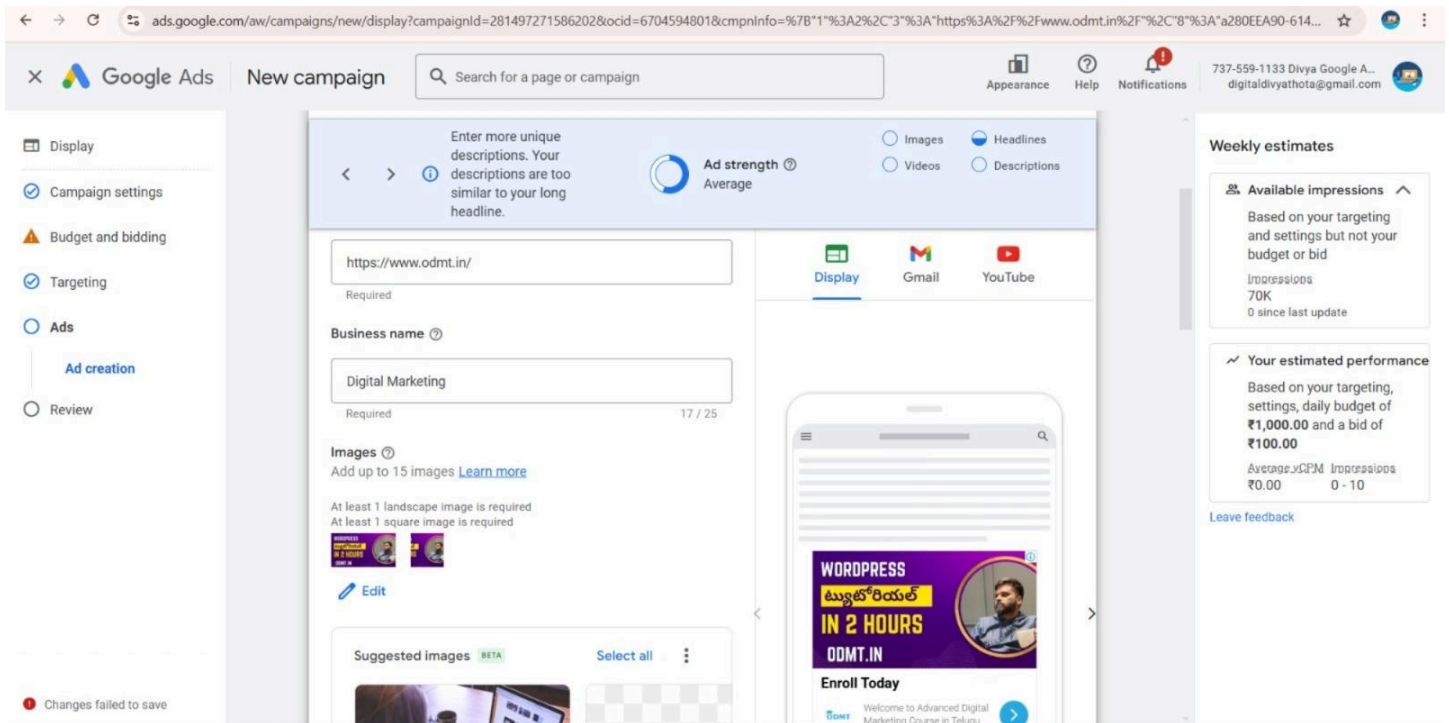 ads.google.com/aw/campaigns/new/display?campaignId=281497271586202&ocid=6704594801&cmpnInfo=%7B"1"%3A2%2C"3"%3A"https%3A%2F%2Fwww.odmt.in%2F"%2C"8"%3A"a280EEA90-614...
Google Ads
New campaign
Search for a page or campaign
Appearance
Help
Notifications
737-559-1133 Divya Google A...
digitaldivyathota@gmail.com
Display
Campaign settings
Budget and bidding
Targeting
Ads
Ad creation
Review
Changes failed to save
Enter more unique
descriptions. Your
descriptions are too
similar to your long
headline.
Ad strength
Average
Images
Headlines
Videos
Descriptions
https://www.odmt.in/
Required
Business name
Digital Marketing
Required
17 / 25
Images
Add up to 15 images Learn more
At least 1 landscape image is required
At least 1 square image is required
WORDPRESS
ట్యుటోరియల్
IN 2 HOURS
ODMT.IN
Edit
Suggested images BETA
Select all
Display
Gmail
YouTube
WORDPRESS
ట్యుటోరియల్
IN 2 HOURS
ODMT.IN
Enroll Today
ODMT
Welcome to Advanced Digital
Marketing Course in Telugu
Weekly estimates
Available impressions
Based on your targeting
and settings but not your
budget or bid
Impressions
70K
0 since last update
Your estimated performance
Based on your targeting,
settings, daily budget of
₹1,000.00 and a bid of
₹100.00
Average vCPM Impressions
₹0.00 0 - 10
Leave feedback